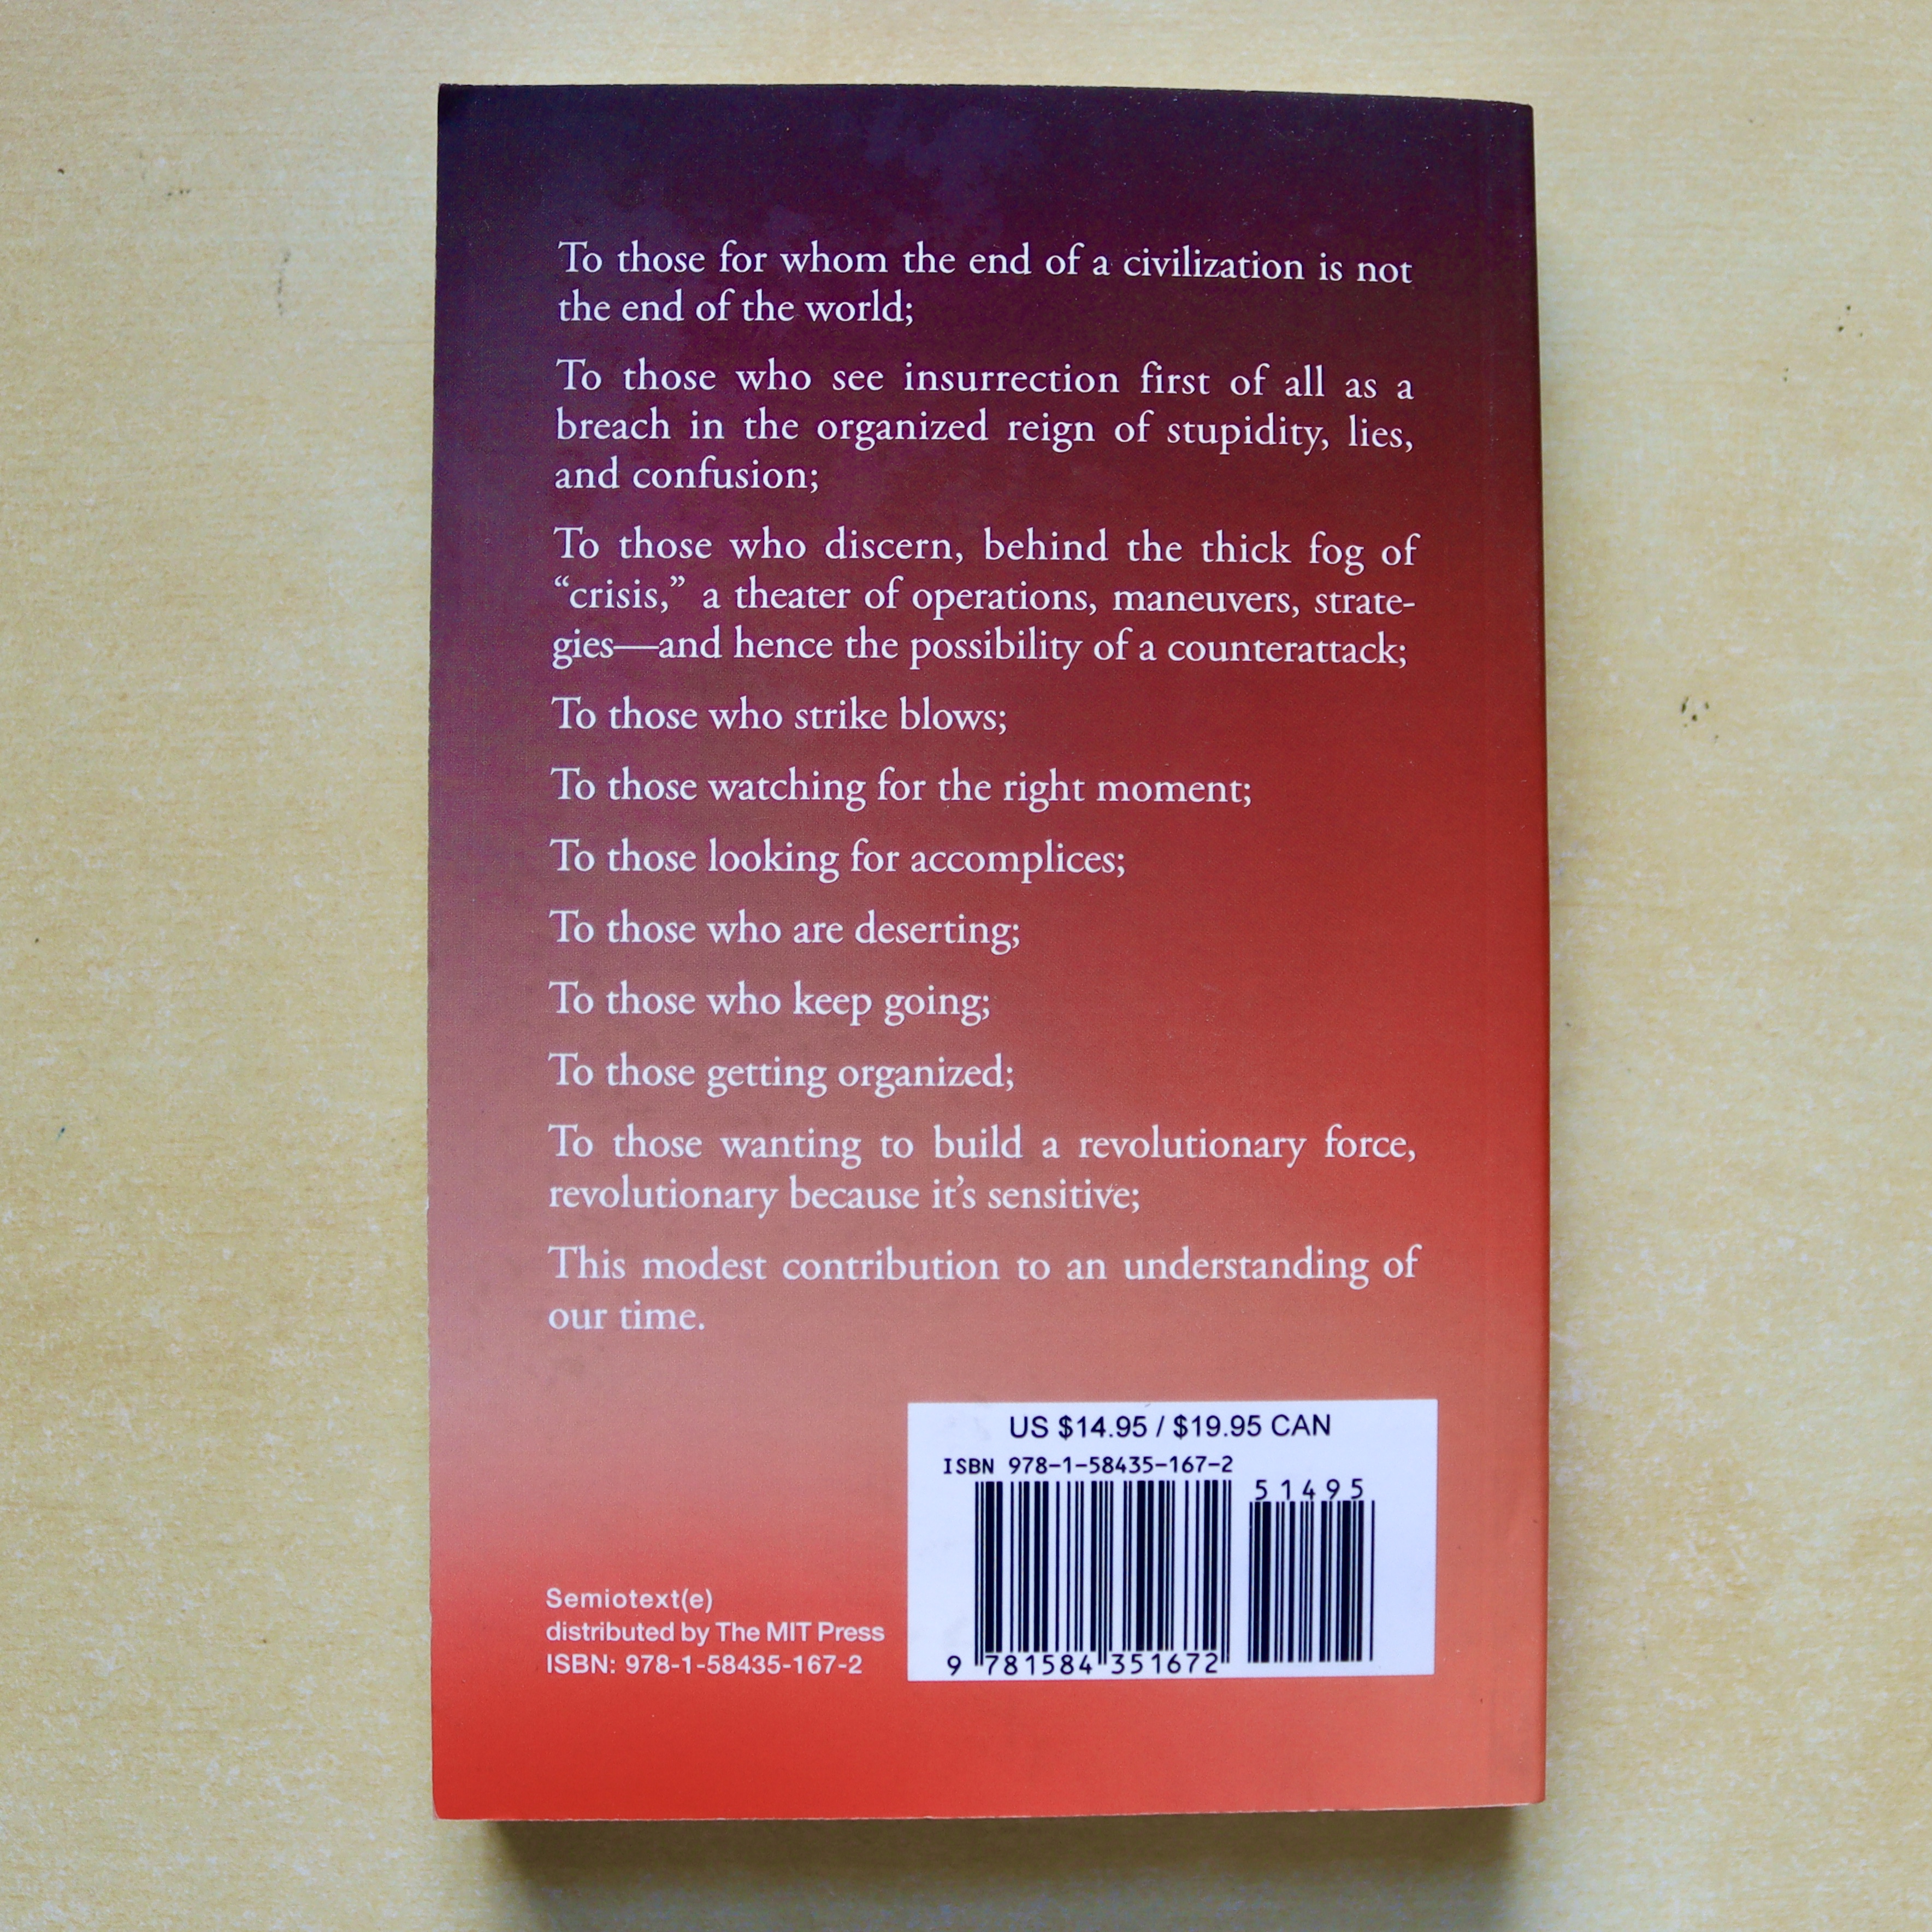 To those for whom the end of a civilization is not
the end of the world;
To those who see insurrection first of all as a
breach in the organized reign of stupidity, lies,
and confusion;
To those who discern, behind the thick fog of
“crisis,” a theater of operations, maneuvers, strate-
gies—and hence the possibility of a counterattack;
To those who strike blows;
To those watching for the right moment;
To those looking for accomplices;
To those who are deserting;
To those who keep going;
To those getting organized;
To those wanting to build a revolutionary force,
revolutionary because it’s sensitive;
This modest contribution to an understanding of
our time.
Semiotext(e)
distributed by The MIT Press
ISBN: 978-1-58435-167-2
US $14.95 / $19.95 CAN
ISBN 978-1-58435-167-2
51495
9 781584 351672